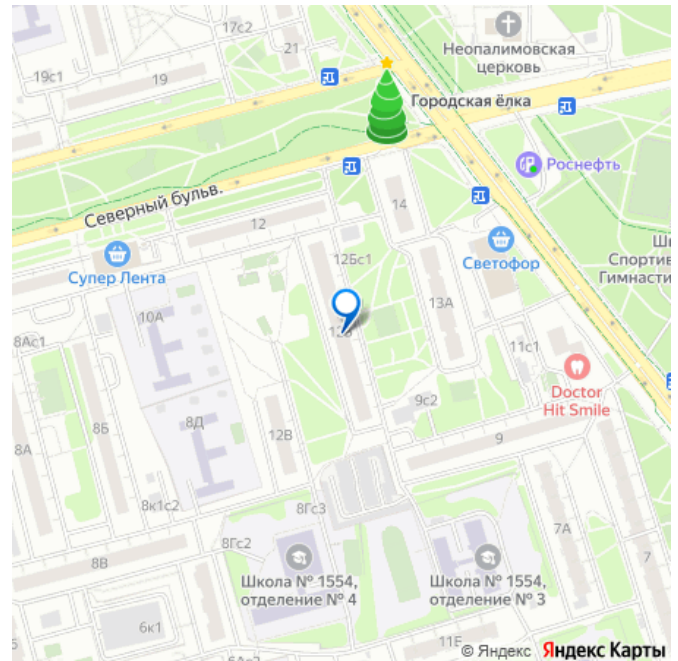 17с2
21
Неопалимовская
церковь
19с1
19
Городская ёлка
Роснефть
Северный бульв.
14
12
Супер Лента
12Бс1
Светофор
Спортив
Гимнасти
13А
10А
8Ас1
11с1
Doctor
Hit Smile
9с2
8Б
8Д
12В
9
8А
8к1с2
8Гс3
8Гс2
7А
7
8В
Школа № 1554,
отделение № 4
Школа № 1554,
отделение № 3
6к1
11Е
© Яндекс Яндекс Карты